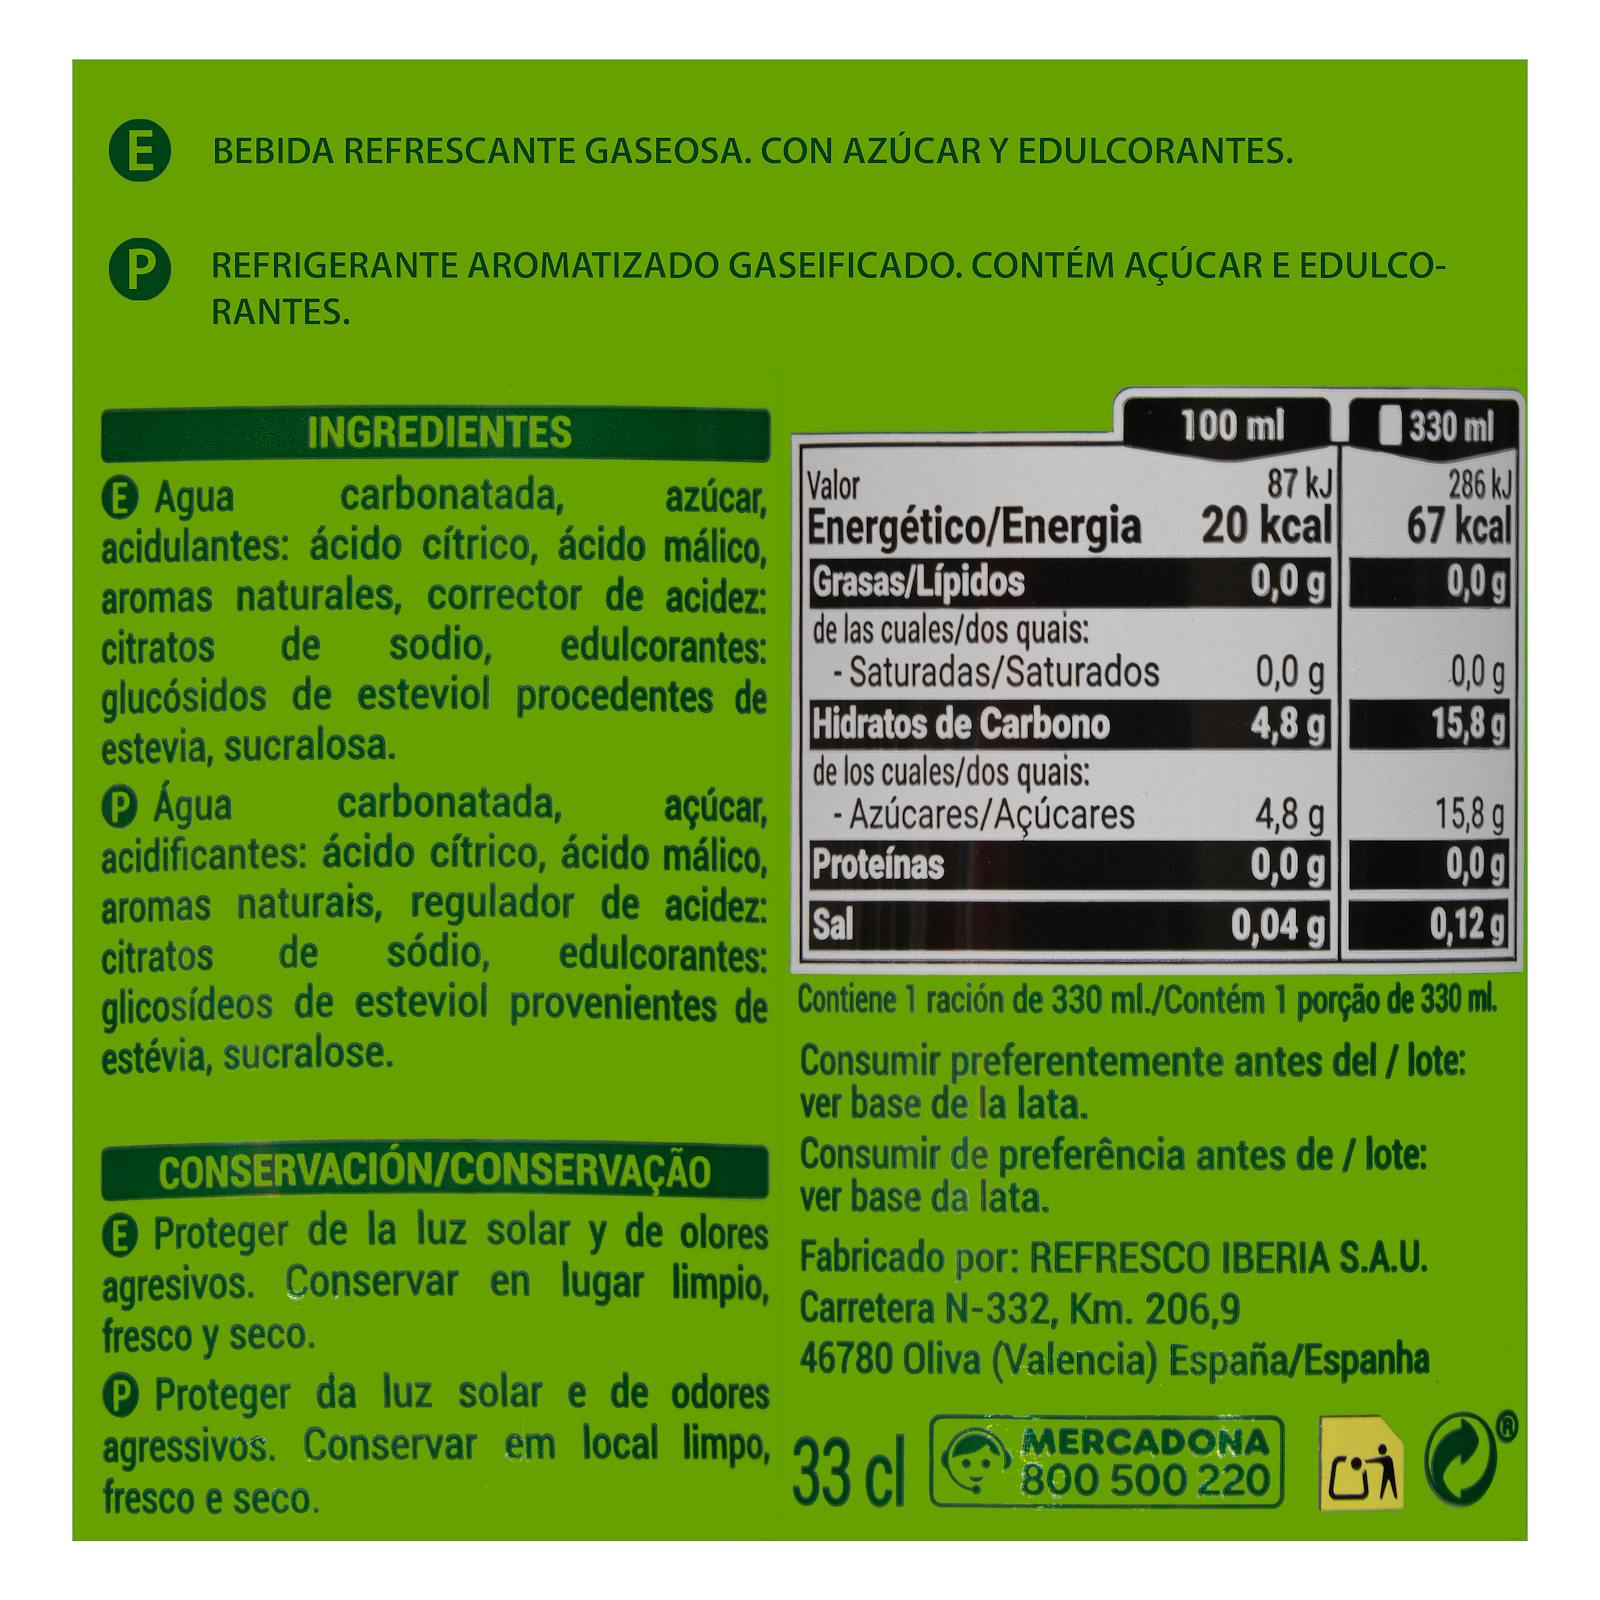 E BEBIDA REFRESCANTE GASEOSA. CON AZÚCAR Y EDULCORANTES.
P REFRIGERANTE AROMATIZADO GASEIFICADO. CONTÉM AÇÚCAR E EDULCO-
RANTES.
INGREDIENTES
E Agua carbonatada, azúcar,
acidulantes: ácido cítrico, ácido málico,
aromas naturales, corrector de acidez:
citratos de sodio, edulcorantes:
glucósidos de esteviol procedentes de
estevia, sucralosa.
P Água carbonatada, açúcar,
acidificantes: ácido cítrico, ácido málico,
aromas naturais, regulador de acidez:
citratos de sódio, edulcorantes:
glicosídeos de esteviol provenientes de
estévia, sucralose.
CONSERVACIÓN/CONSERVAÇÃO
E Proteger de la luz solar y de olores
agresivos. Conservar en lugar limpio,
fresco y seco.
P Proteger da luz solar e de odores
agressivos. Conservar em local limpo,
fresco e seco.
100 ml 330 ml
Valor 87 kJ 286 kJ
Energético/Energia 20 kcal 67 kcal
Grasas/Lípidos 0,0 g 0,0 g
de las cuales/dos quais:
- Saturadas/Saturados 0,0 g 0,0 g
Hidratos de Carbono 4,8 g 15,8 g
de los cuales/dos quais:
- Azúcares/Açúcares 4,8 g 15,8 g
Proteínas 0,0 g 0,0 g
Sal 0,04 g 0,12 g
Contiene 1 ración de 330 ml./Contém 1 porção de 330 ml.
Consumir preferentemente antes del / lote:
ver base de la lata.
Consumir de preferência antes de / lote:
ver base da lata.
Fabricado por: REFRESCO IBERIA S.A.U.
Carretera N-332, Km. 206,9
46780 Oliva (Valencia) España/Espanha
33 cl
MERCADONA
800 500 220
®